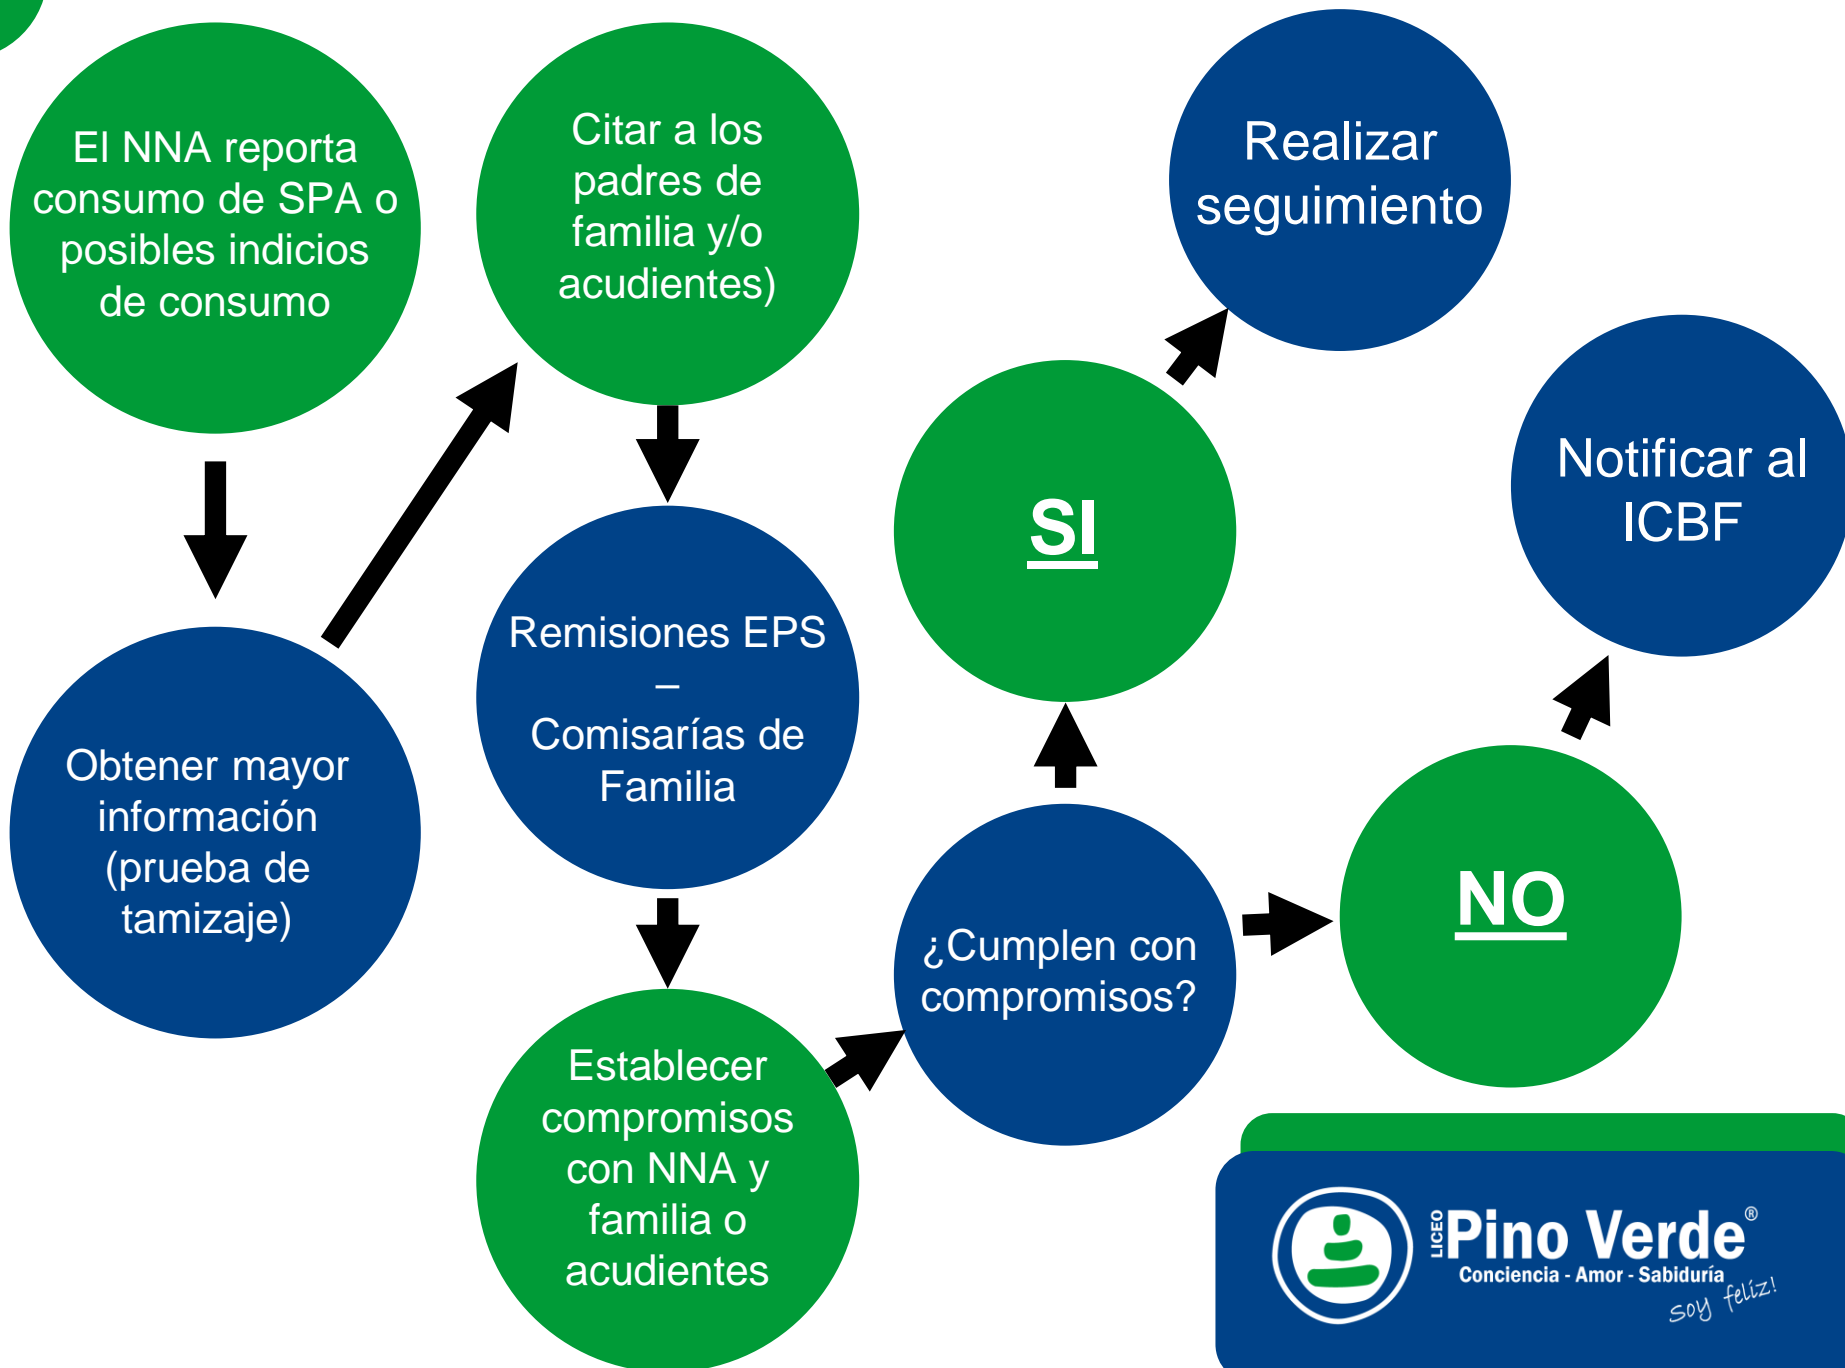 El NNA reporta
consumo de SPA o
posibles indicios
de consumo
Obtener mayor
información
(prueba de
tamizaje)
Citar a los
padres de
familia y/o
acudientes)
Remisiones EPS
–
Comisarías de
Familia
Establecer
compromisos
con NNA y
familia o
acudientes
¿Cumplen con
compromisos?
SI
Realizar
seguimiento
NO
Notificar al
ICBF
LICEO
Pino Verde®
Conciencia - Amor - Sabiduría
soy feliz!